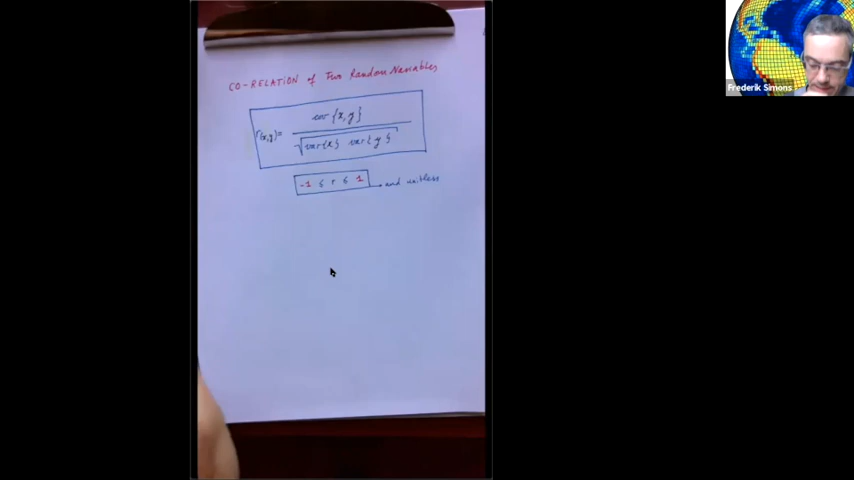 CO-RELATION of Two Random Variables
r(x,y)= cov{x,y}
√var{x} var{y}
-1 ≤ r ≤ 1 → and unitless
Frederik Simons